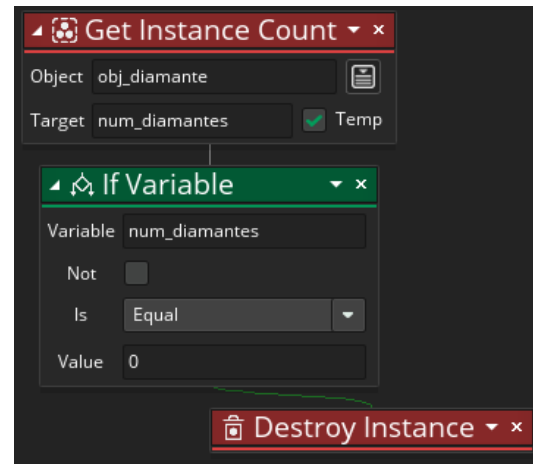 Get Instance Count
Object obj_diamante
Target num_diamantes Temp
If Variable
Variable num_diamantes
Not
Is Equal
Value 0
Destroy Instance